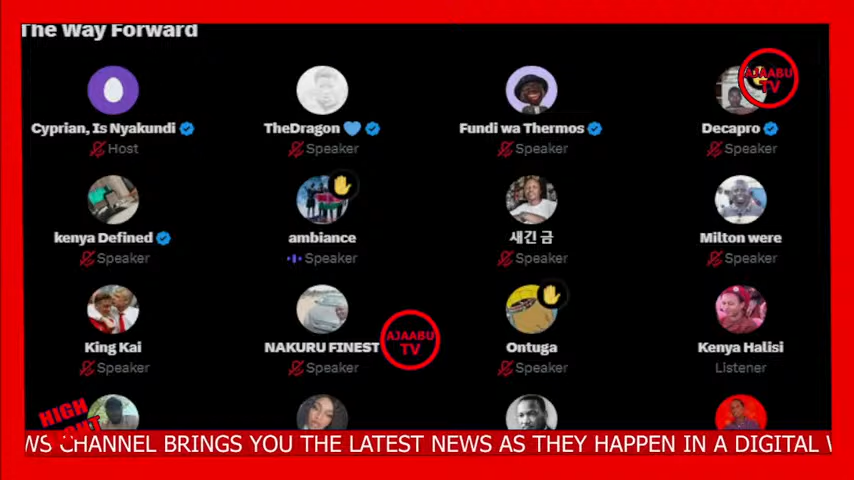 The Way Forward
AJAABU
TV
Cyprian, Is Nyakundi
TheDragon 💙
Fundi wa Thermos
Decapro
Host
Speaker
Speaker
Speaker
kenya Defined
ambiance
새긴 금
Milton were
Speaker
Speaker
Speaker
Speaker
AJAABU
TV
King Kai
NAKURU FINEST
Ontuga
Kenya Halisi
Speaker
Speaker
Speaker
Listener
HIGH
WS CHANNEL BRINGS YOU THE LATEST NEWS AS THEY HAPPEN IN A DIGITAL